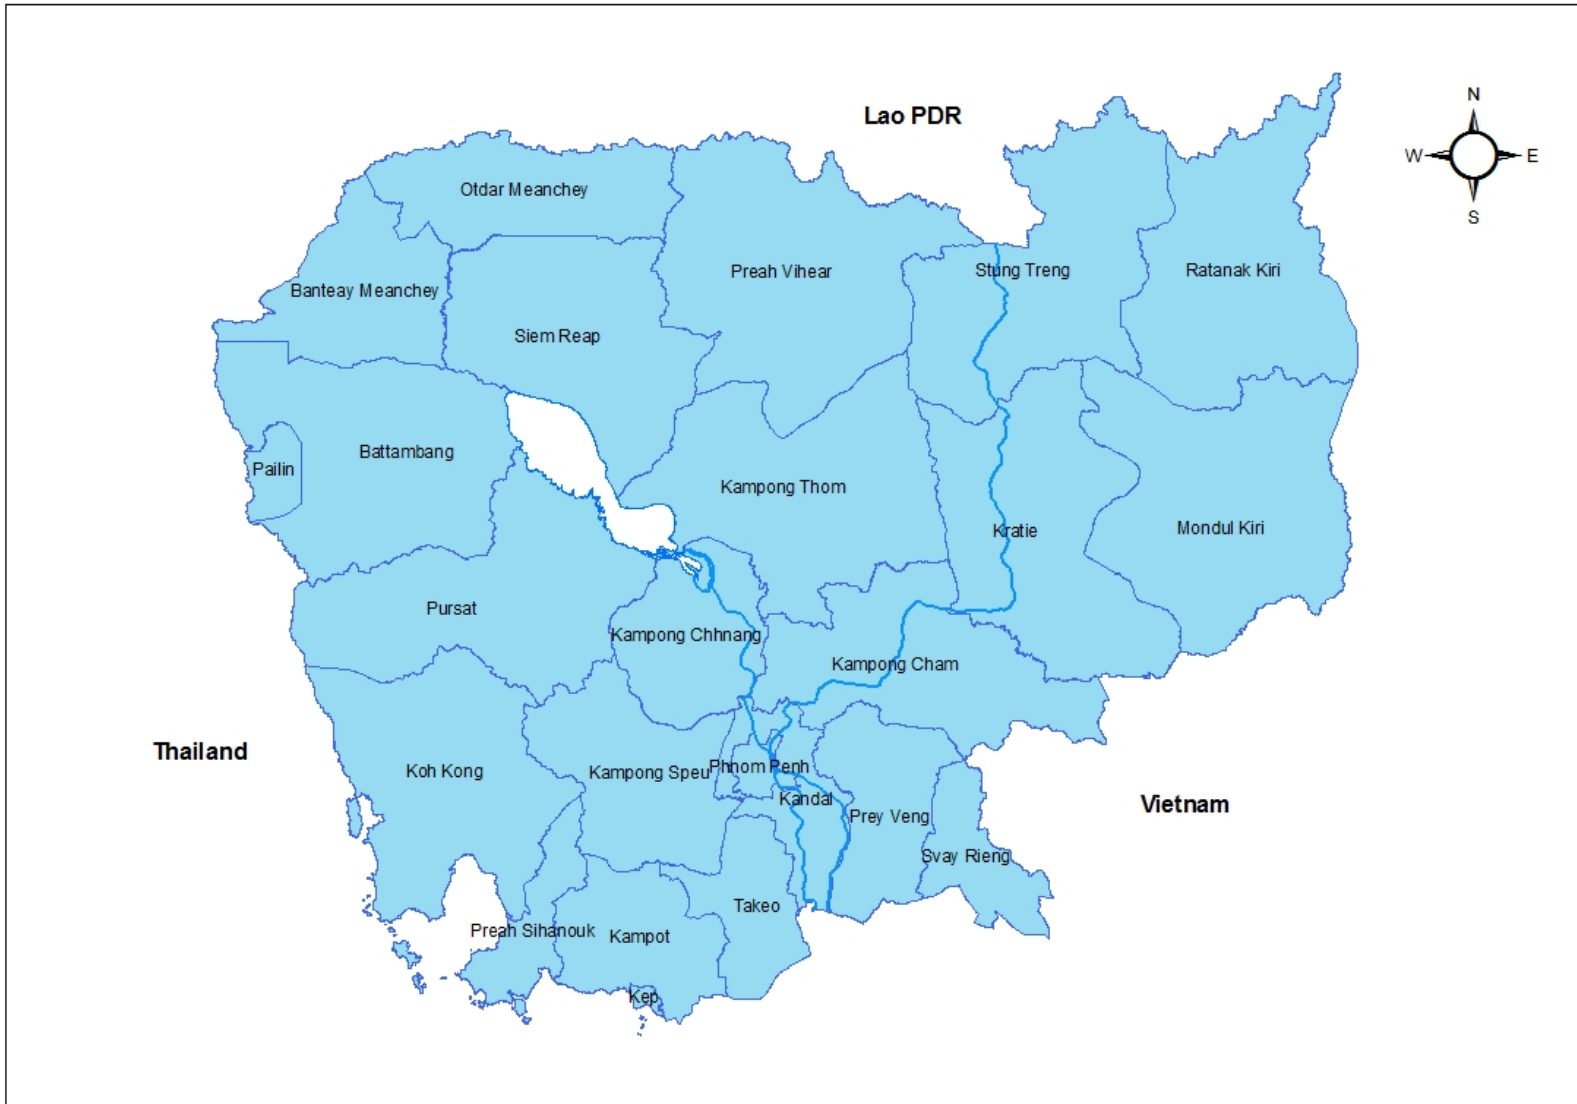 Lao PDR
N
W
E
S
Otdar Meanchey
Preah Vihear
Stung Treng
Ratanak Kiri
Banteay Meanchey
Siem Reap
Battambang
Pailin
Kampong Thom
Kratie
Mondul Kiri
Pursat
Kampong Chhnang
Kampong Cham
Thailand
Koh Kong
Kampong Speu
Phnom Penh
Kandal
Prey Veng
Vietnam
Svay Rieng
Takeo
Preah Sihanouk
Kampot
Kep